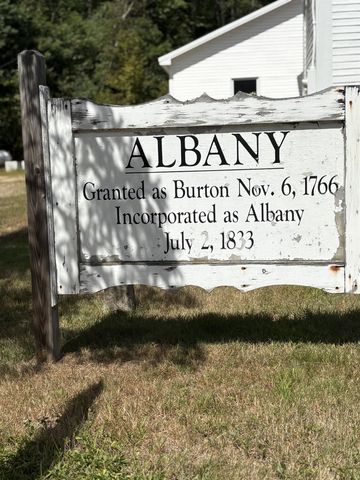 ALBANY
Granted as Burton Nov. 6, 1766
Incorporated as Albany
July 2, 1833